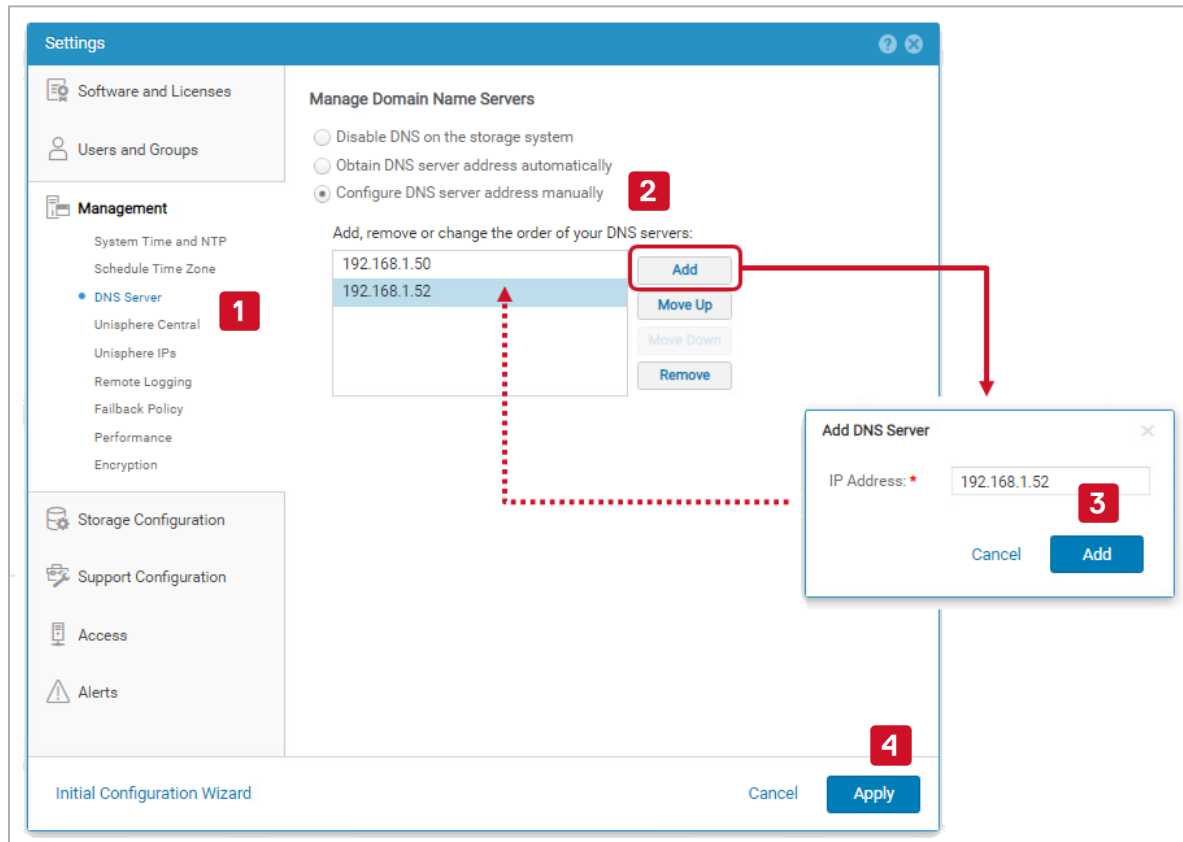 Settings
Software and Licenses
Users and Groups
Management
System Time and NTP
Schedule Time Zone
DNS Server
1
Unisphere Central
Unisphere IPs
Remote Logging
Failback Policy
Performance
Encryption
Storage Configuration
Support Configuration
Access
Alerts
Manage Domain Name Servers
Disable DNS on the storage system
Obtain DNS server address automatically
Configure DNS server address manually
2
Add, remove or change the order of your DNS servers:
192.168.1.50
192.168.1.52
Add
Move Up
Move Down
Remove
Add DNS Server
IP Address: *
192.168.1.52
3
Cancel
Add
4
Initial Configuration Wizard
Cancel
Apply